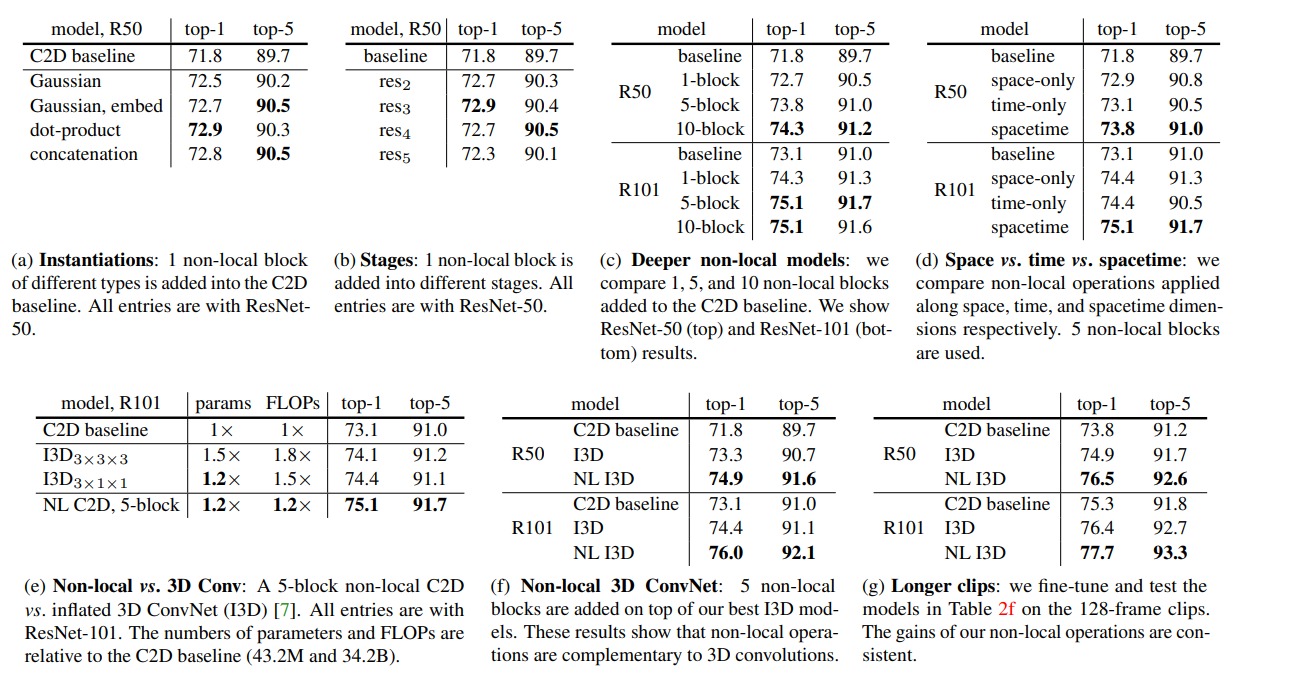 model, R50 top-1 top-5
C2D baseline 71.8 89.7
Gaussian 72.5 90.2
Gaussian, embed 72.7 90.5
dot-product 72.9 90.3
concatenation 72.8 90.5
(a) Instantiations: 1 non-local block
of different types is added into the C2D
baseline. All entries are with ResNet-
50.
model, R50 top-1 top-5
baseline 71.8 89.7
res2 72.7 90.3
res3 72.9 90.4
res4 72.7 90.5
res5 72.3 90.1
(b) Stages: 1 non-local block is
added into different stages. All
entries are with ResNet-50.
model top-1 top-5
baseline 71.8 89.7
1-block 72.7 90.5
R50
5-block 73.8 91.0
10-block 74.3 91.2
baseline 73.1 91.0
1-block 74.3 91.3
R101
5-block 75.1 91.7
10-block 75.1 91.6
(c) Deeper non-local models: we
compare 1, 5, and 10 non-local blocks
added to the C2D baseline. We show
ResNet-50 (top) and ResNet-101 (bot-
tom) results.
model top-1 top-5
baseline 71.8 89.7
space-only 72.9 90.8
R50
time-only 73.1 90.5
spacetime 73.8 91.0
baseline 73.1 91.0
space-only 74.4 91.3
R101
time-only 74.4 90.5
spacetime 75.1 91.7
(d) Space vs. time vs. spacetime: we
compare non-local operations applied
along space, time, and spacetime dimen-
sions respectively. 5 non-local blocks
are used.
model, R101 params FLOPs top-1 top-5
C2D baseline 1× 1× 73.1 91.0
I3D3×3×3 1.5× 1.8× 74.1 91.2
I3D3×1×1 1.2× 1.5× 74.4 91.1
NL C2D, 5-block 1.2× 1.2× 75.1 91.7
(e) Non-local vs. 3D Conv: A 5-block non-local C2D
vs. inflated 3D ConvNet (I3D) [7]. All entries are with
ResNet-101. The numbers of parameters and FLOPs are
relative to the C2D baseline (43.2M and 34.2B).
model top-1 top-5
C2D baseline 71.8 89.7
R50 I3D 73.3 90.7
NL I3D 74.9 91.6
C2D baseline 73.1 91.0
R101 I3D 74.4 91.1
NL I3D 76.0 92.1
(f) Non-local 3D ConvNet: 5 non-local
blocks are added on top of our best I3D mod-
els. These results show that non-local opera-
tions are complementary to 3D convolutions.
model top-1 top-5
C2D baseline 73.8 91.2
R50 I3D 74.9 91.7
NL I3D 76.5 92.6
C2D baseline 75.3 91.8
R101 I3D 76.4 92.7
NL I3D 77.7 93.3
(g) Longer clips: we fine-tune and test the
models in Table 2f on the 128-frame clips.
The gains of our non-local operations are con-
sistent.